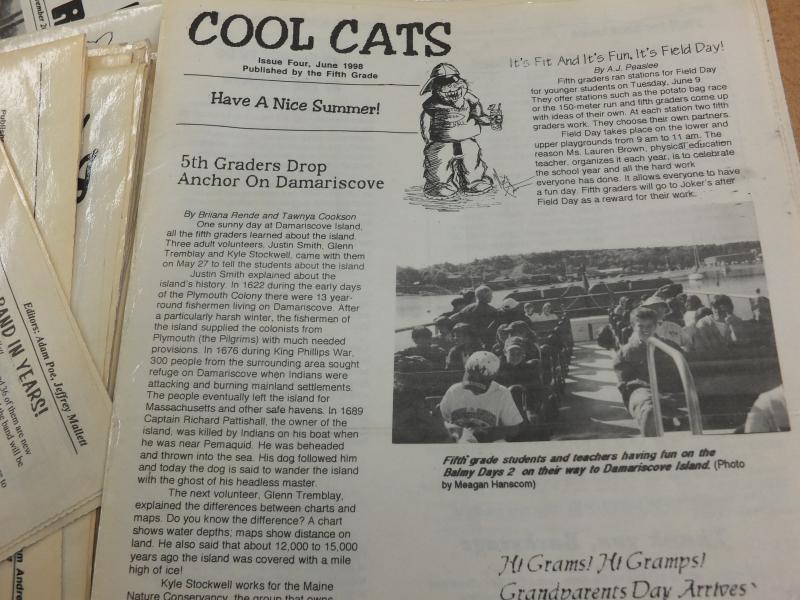 COOL CATS
Issue Four, June 1998
Published by the Fifth Grade
Have A Nice Summer!
5th Graders Drop
Anchor On Damariscove
By Briana Rende and Tawnya Cookson
One sunny day at Damariscove Island,
all the fifth graders learned about the island.
Three adult volunteers, Justin Smith, Glenn
Tremblay and Kyle Stockwell, came with them
on May 27 to tell the students about the island
Justin Smith explained about the
island's history. In 1622 during the early days
of the Plymouth Colony there were 13 year-
round fishermen living on Damariscove. After
a particularly harsh winter, the fishermen of
the island supplied the colonists from
Plymouth (the Pilgrims) with much needed
provisions. In 1676 during King Phillips War,
300 people from the surrounding area sought
refuge on Damariscove when Indians were
attacking and burning mainland settlements.
The people eventually left the island for
Massachusetts and other safe havens. In 1689
Captain Richard Pattishall, the owner of the
island, was killed by Indians on his boat when
he was near Pemaquid. He was beheaded
and thrown into the sea. His dog followed him
and today the dog is said to wander the island
with the ghost of his headless master.
The next volunteer, Glenn Tremblay,
explained the differences between charts and
maps. Do you know the difference? A chart
shows water depths; maps show distance on
land. He also said that about 12,000 to 15,000
years ago the island was covered with a mile
high of ice!
Kyle Stockwell works for the Maine
Nature Conservancy, the group that owns
It's Fit And It's Fun, It's Field Day!
By A.J. Peaslee
Fifth graders ran stations for Field Day
for younger students on Tuesday, June 9.
They offer stations such as the potato bag race
or the 150-meter run and fifth graders come up
with ideas of their own. At each station two fifth
graders work. They choose their own partners.
Field Day takes place on the lower and
upper playgrounds from 9 am to 11 am. The
reason Ms. Lauren Brown, physical education
teacher, organizes it each year, is to celebrate
the school year and all the hard work
everyone has done. It allows everyone to have
a fun day. Fifth graders will go to Joker's after
Field Day as a reward for their work.
Fifth grade students and teachers having fun on the
Balmy Days 2 on their way to Damariscove Island. (Photo
by Meagan Hanscom)
Hi Grams! Hi Gramps!
Grandparents Day Arrives
Editors: Adam Poe, Jeffrey Mallett
BAND IN YEARS!
36 of them are now
the band will be